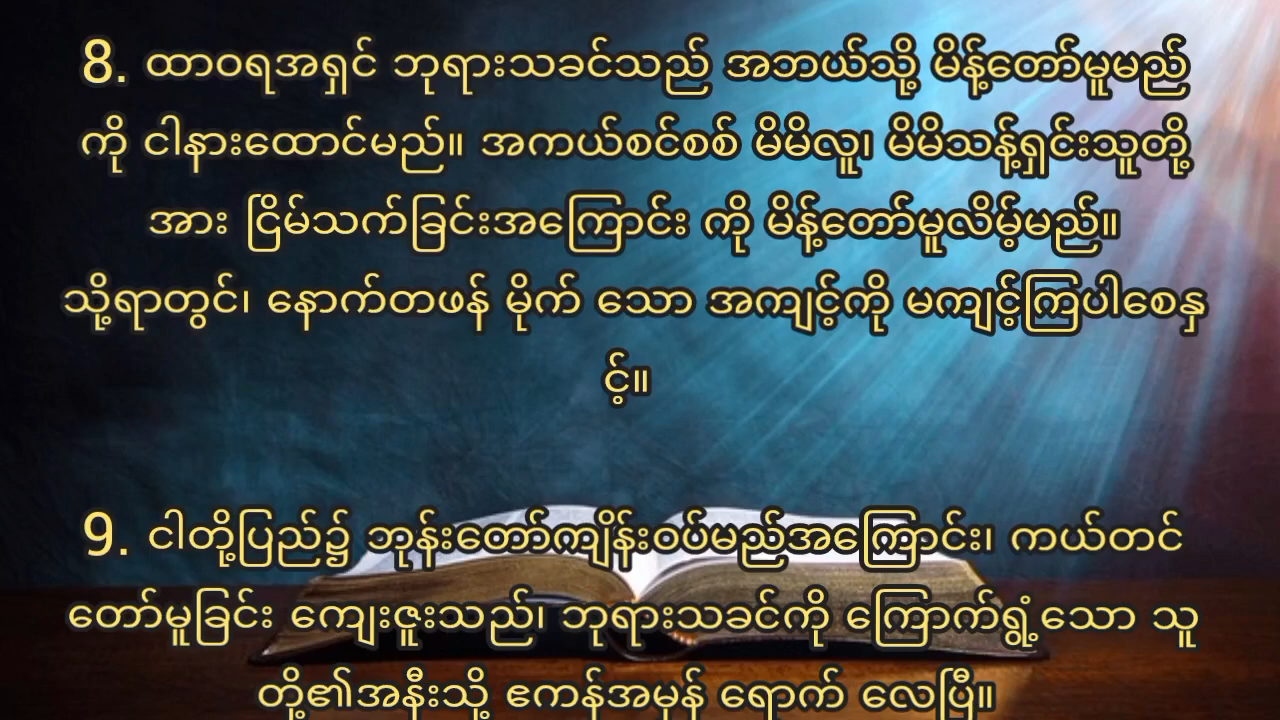 8. ထာဝရအရှင် ဘုရားသခင်သည် အဘယ်သို့ မိန့်တော်မူမည်
ကို ငါနားထောင်မည်။ အကယ်စင်စစ် မိမိလူ၊ မိမိသန့်ရှင်းသူတို့
အား ငြိမ်သက်ခြင်းအကြောင်း ကို မိန့်တော်မူလိမ့်မည်။
သို့ရာတွင်၊ နောက်တဖန် မိုက် သော အကျင့်ကို မကျင့်ကြပါစေနှ
င့်။
9. ငါတို့ပြည်၌ ဘုန်းတော်ကျိန်းဝပ်မည်အကြောင်း၊ ကယ်တင်
တော်မူခြင်း ကျေးဇူးသည်၊ ဘုရားသခင်ကို ကြောက်ရွံ့သော သူ
တို့၏အနီးသို့ ဧကန်အမှန် ရောက် လေပြီ။